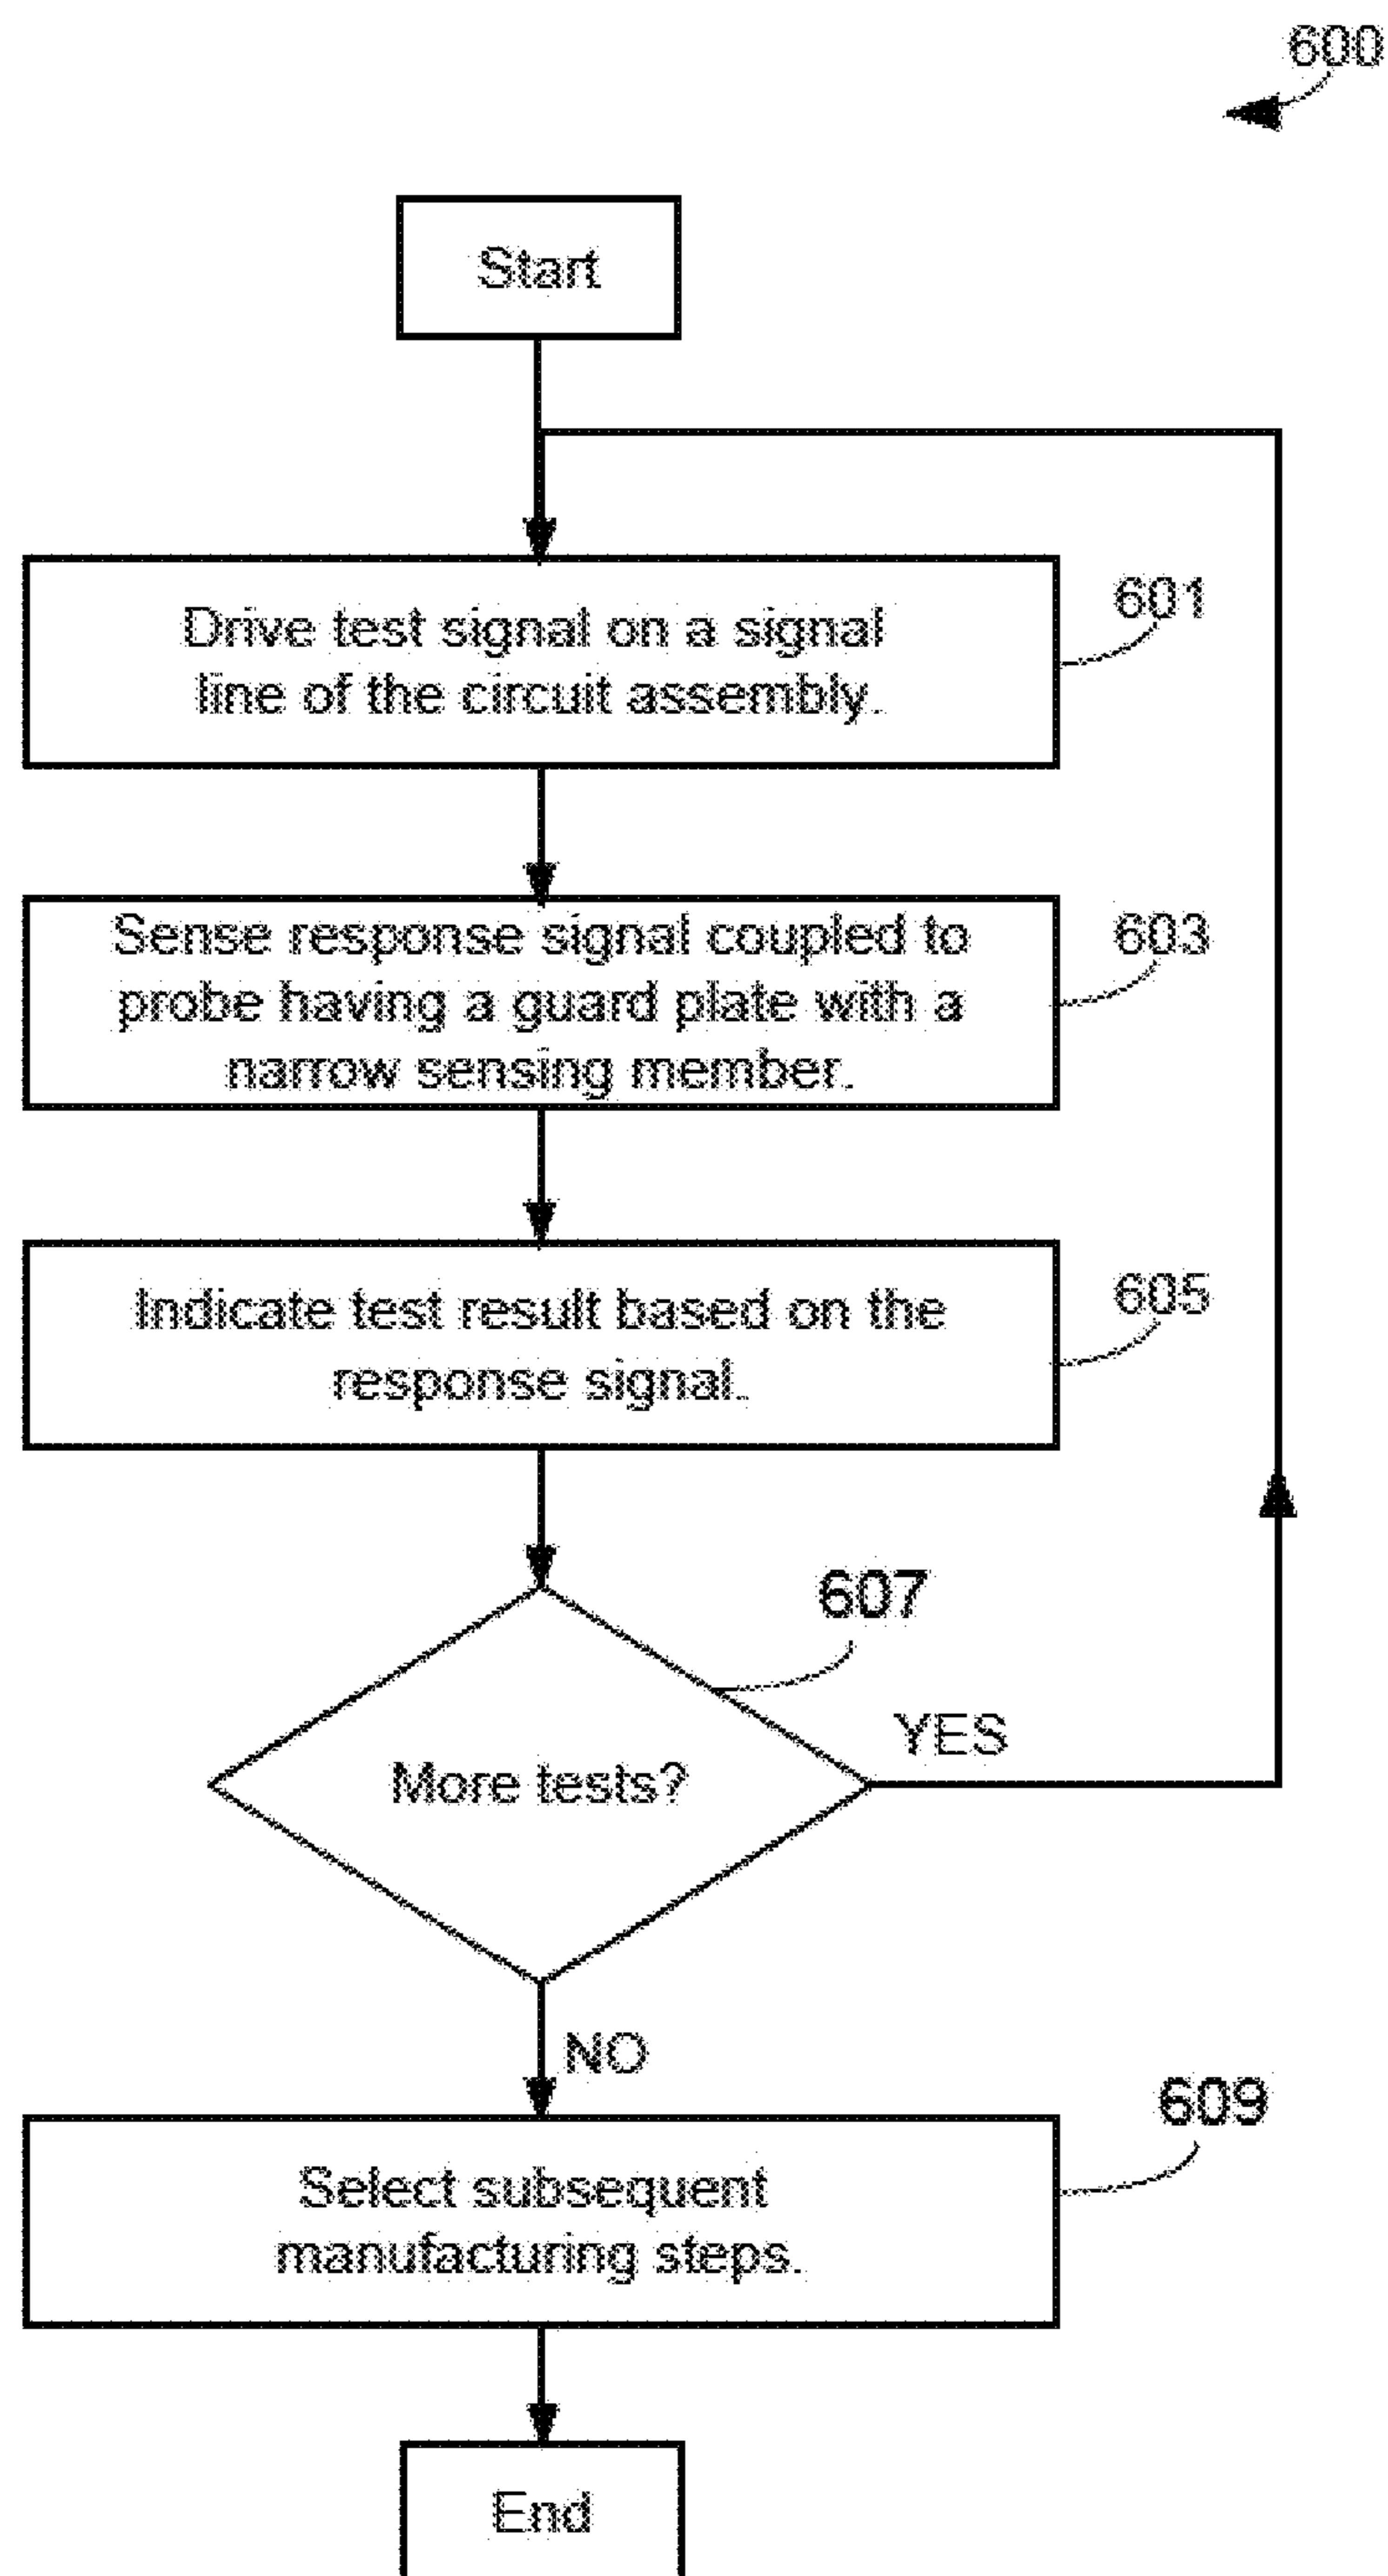 600
Start
Drive test signal on a signal
line of the circuit assembly.
601
Sense response signal coupled to
probe having a guard plate with a
narrow sensing member.
603
Indicate test result based on the
response signal.
605
607
More tests?
YES
NO
609
Select subsequent
manufacturing steps.
End